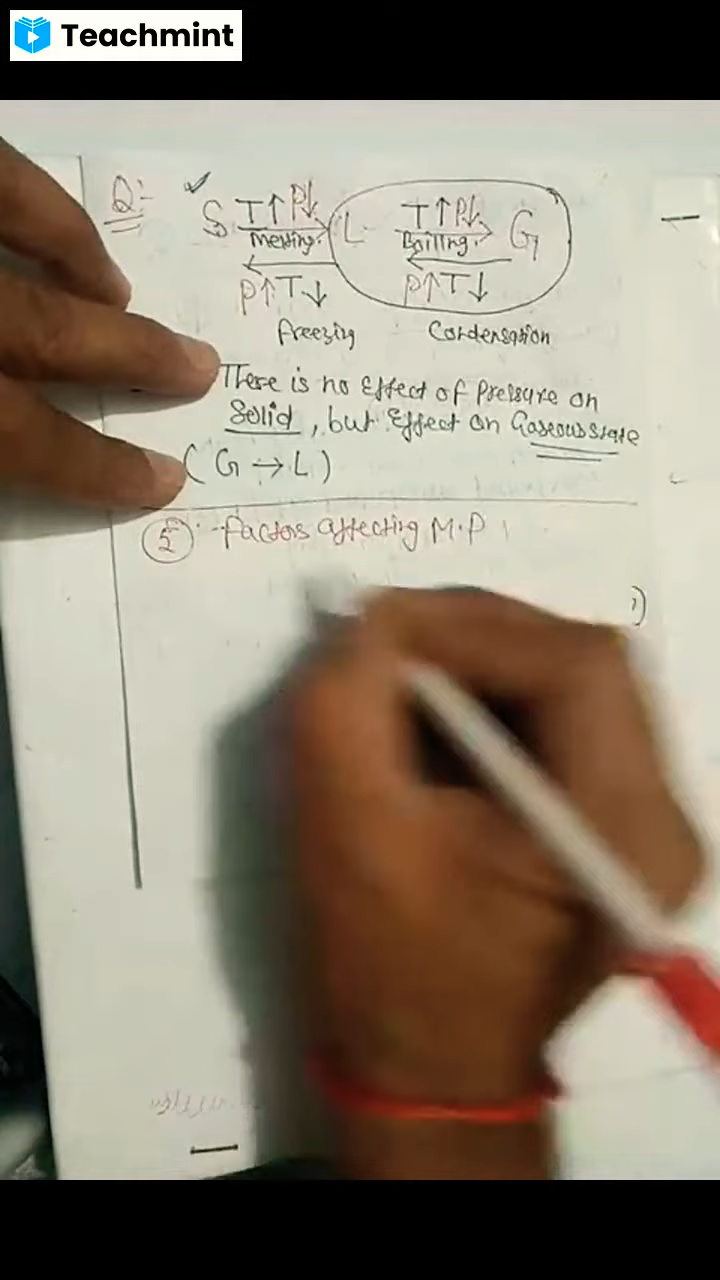 Teachmint
Q:-
S T↑ P↓ L T↑ P↓ G
Melting. Boiling.
P↑ T↓ P↑ T↓
freezing Condensation
There is no Effect of Pressure on
Solid, but Effect on Gaseous state
(G → L)
5 :- factors affecting M.P
1)